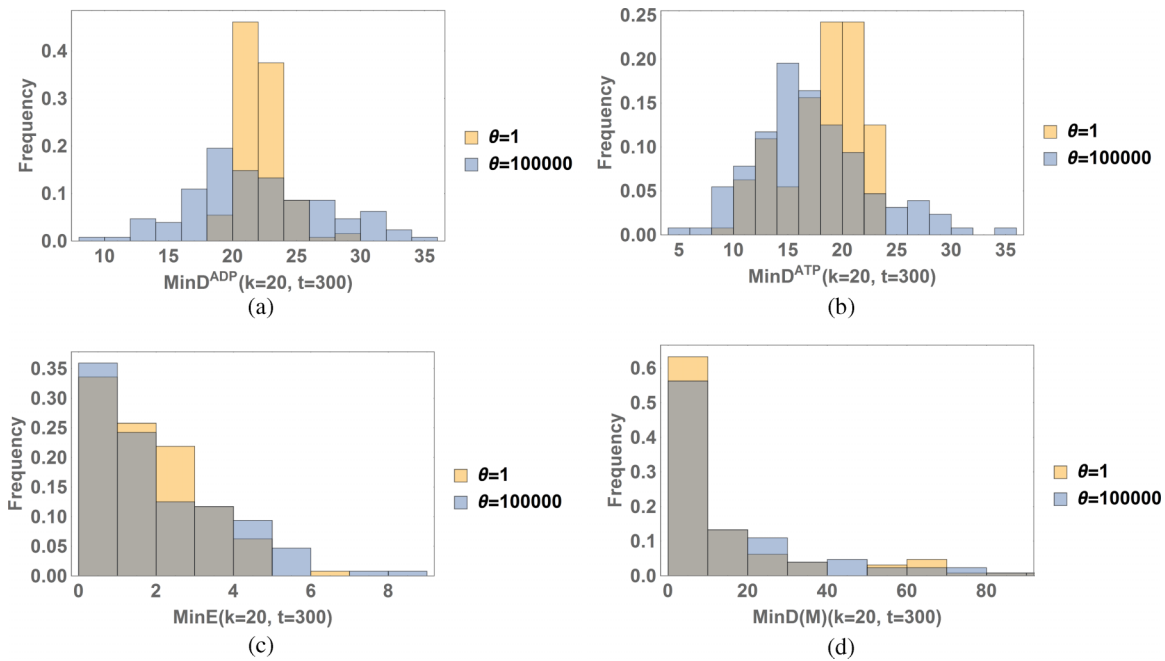 0.4
0.3
0.2
0.1
0.0
Frequency
10 15 20 25 30 35
MinD^ADP(k=20, t=300)
θ=1
θ=100000
(a)
0.25
0.20
0.15
0.10
0.05
0.00
Frequency
5 10 15 20 25 30 35
MinD^ATP(k=20, t=300)
θ=1
θ=100000
(b)
0.35
0.30
0.25
0.20
0.15
0.10
0.05
0.00
Frequency
2 4 6 8
MinE(k=20, t=300)
θ=1
θ=100000
(c)
0.6
0.5
0.4
0.3
0.2
0.1
0.0
Frequency
0 20 40 60 80
MinD(M)(k=20, t=300)
θ=1
θ=100000
(d)